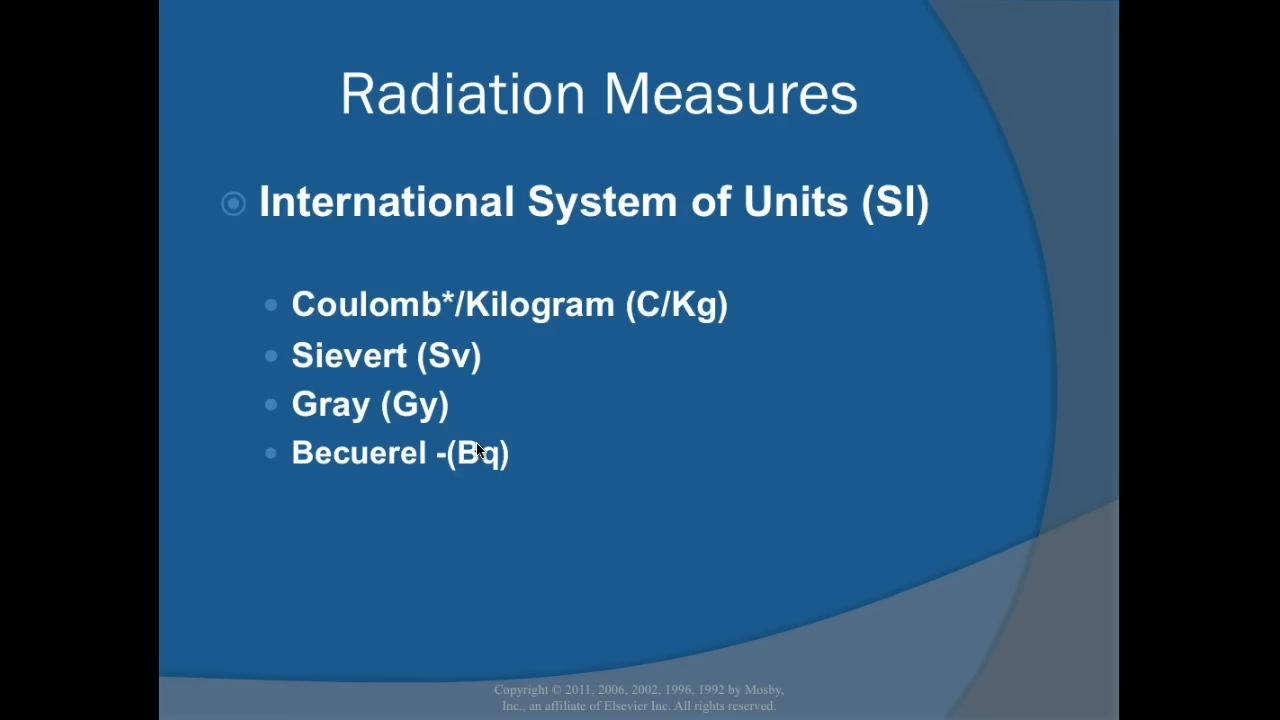 Radiation Measures
International System of Units (SI)
Coulomb*/Kilogram (C/Kg)
Sievert (Sv)
Gray (Gy)
Becuerel -(Bq)
Copyright © 2011, 2006, 2002, 1996, 1992 by Mosby,
Inc., an affiliate of Elsevier Inc. All rights reserved.